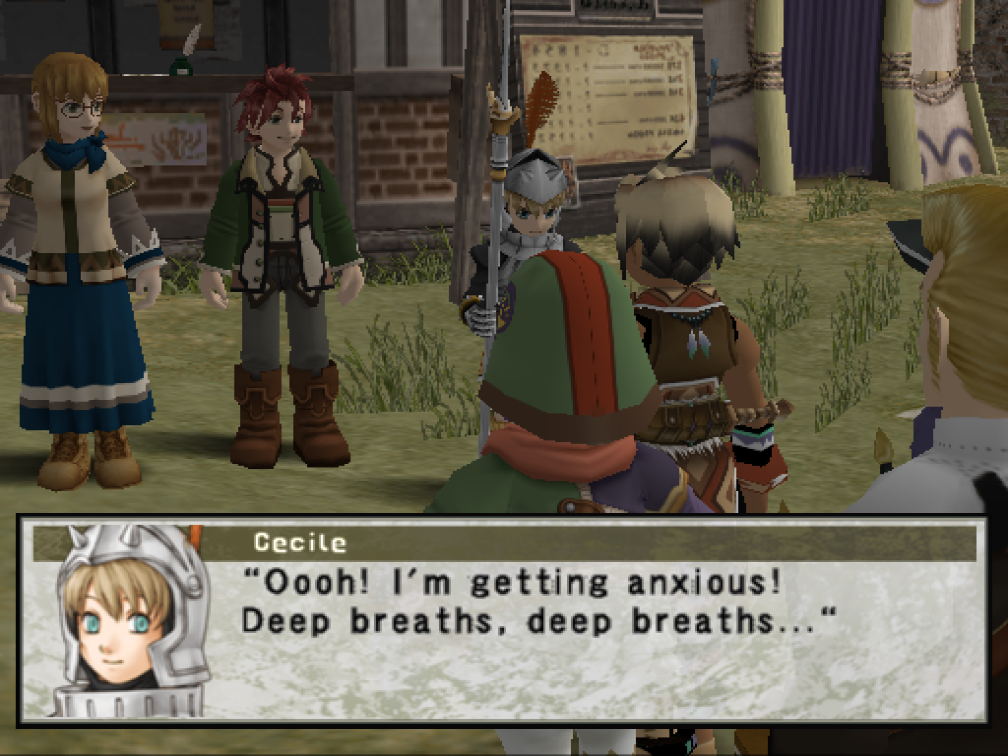 Cecile
“Oooh! I'm getting anxious!
Deep breaths, deep breaths...“